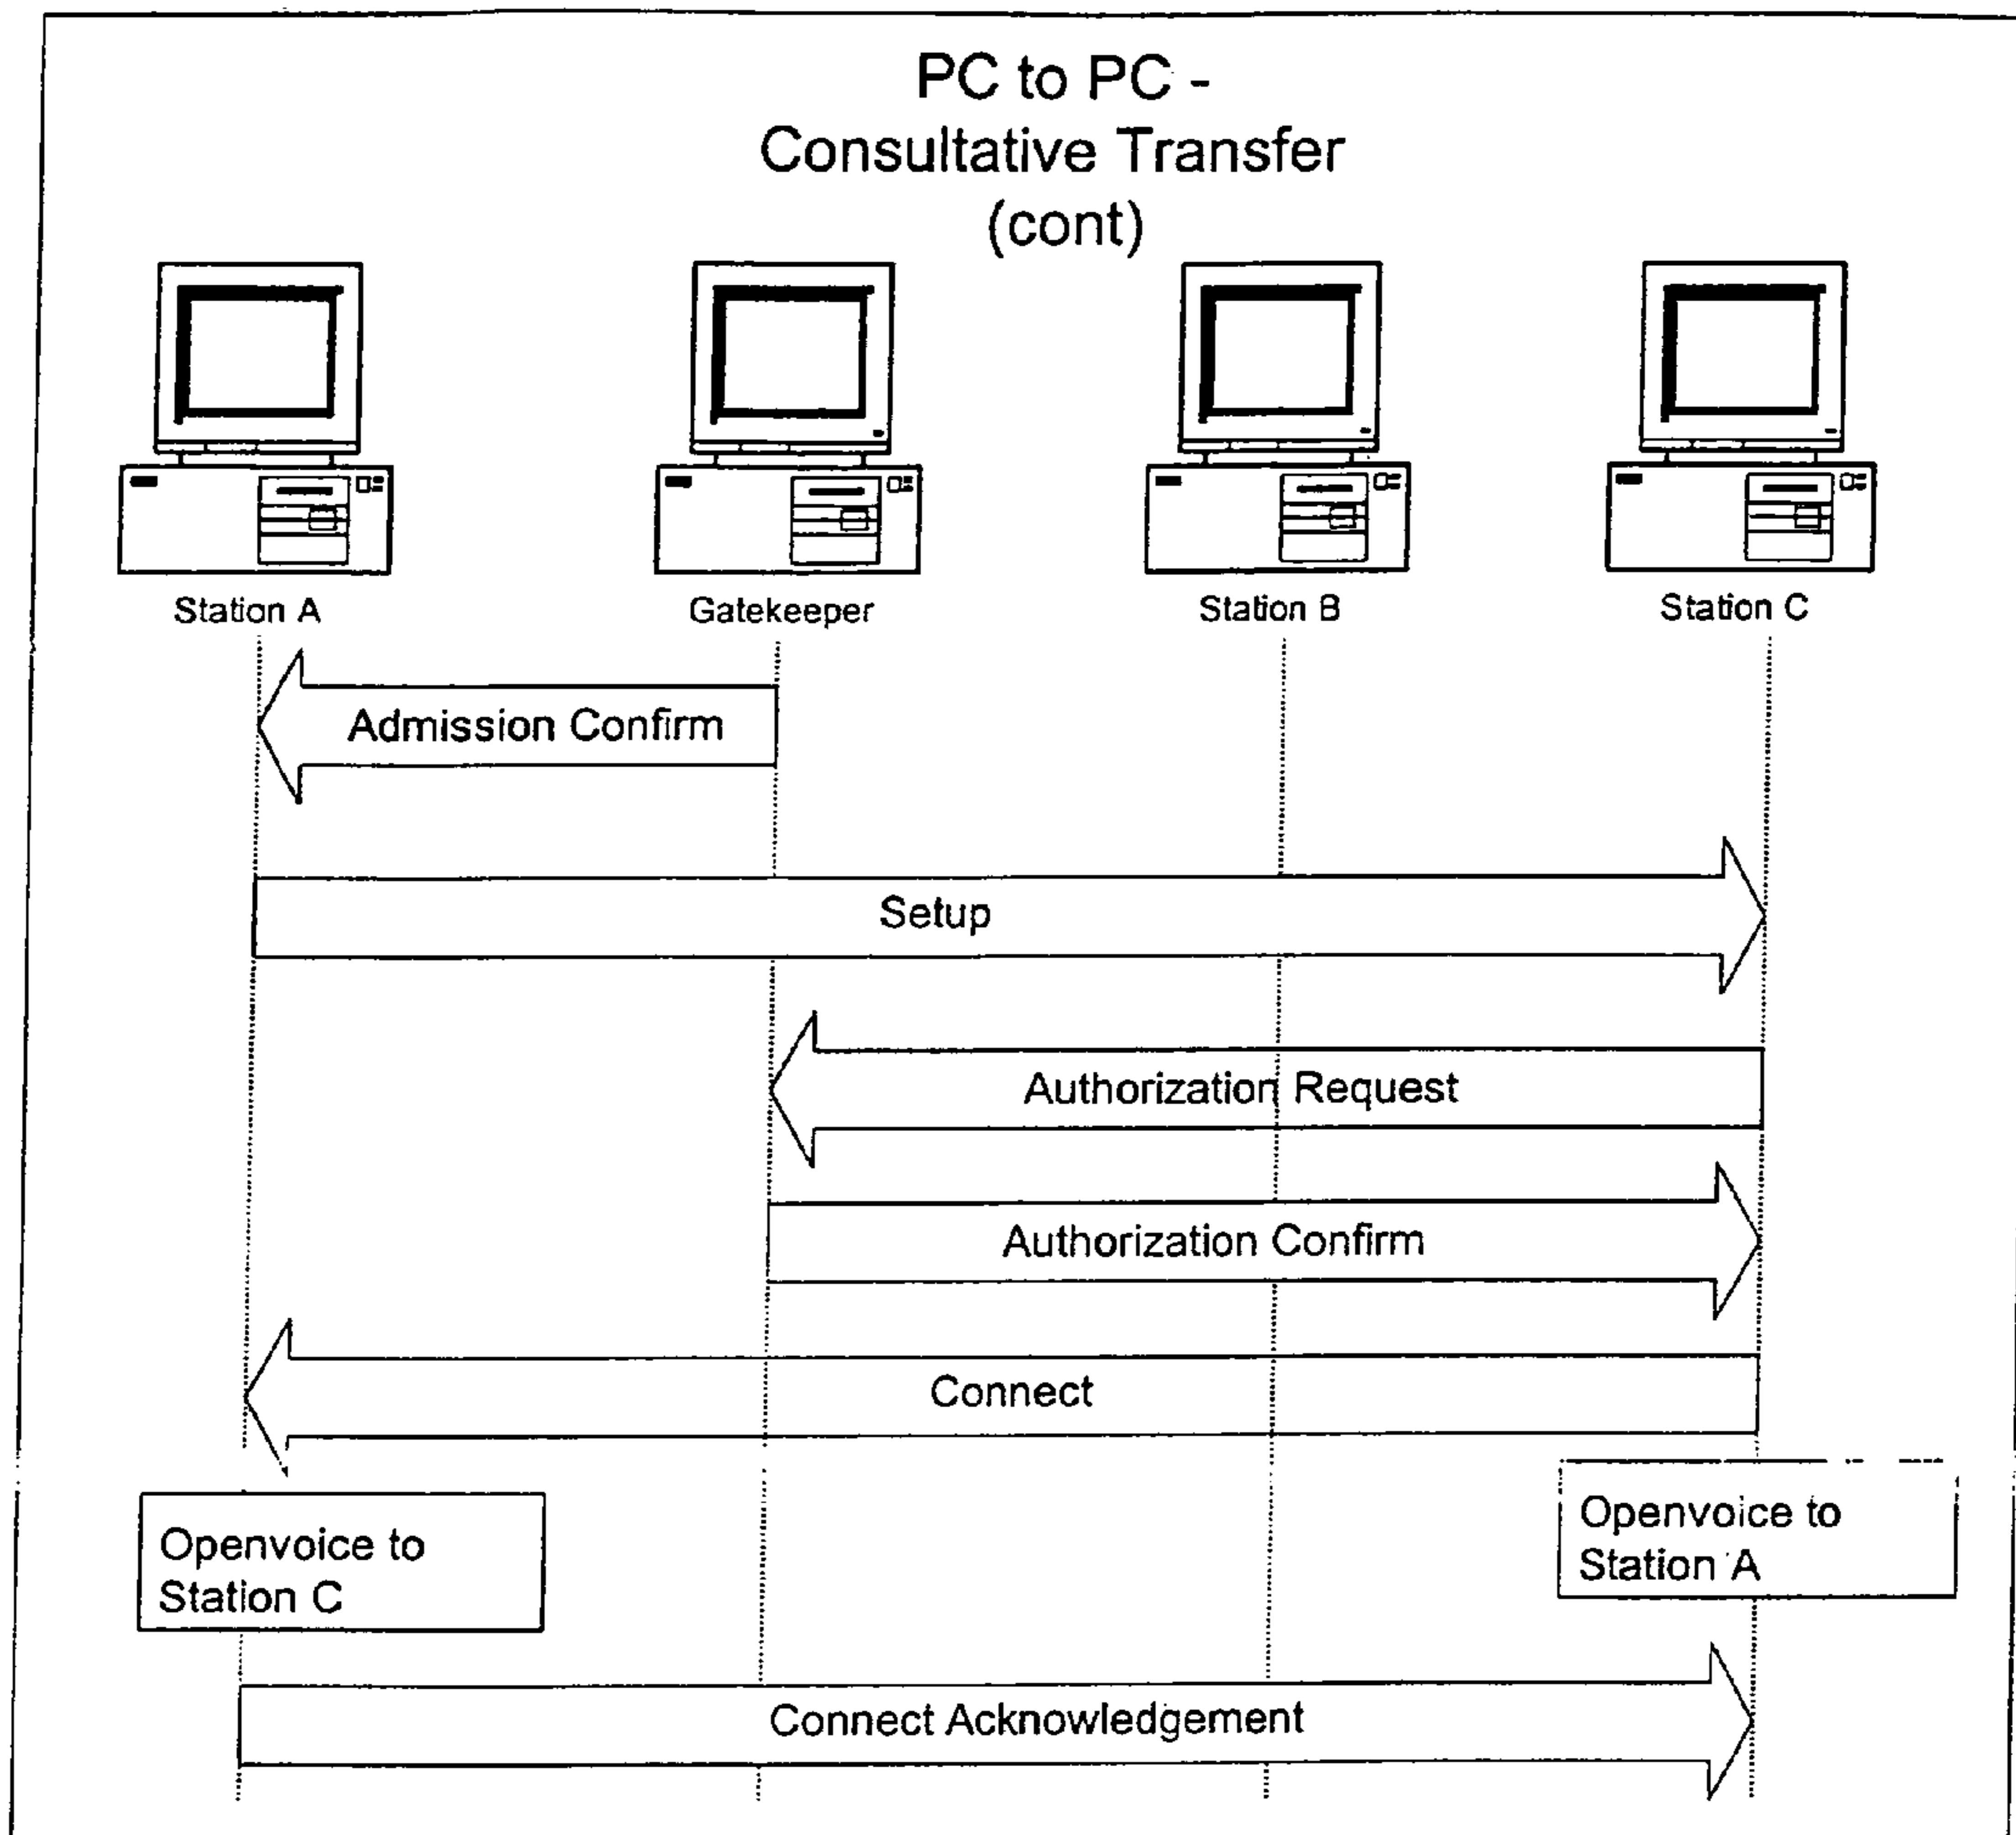 PC to PC -
Consultative Transfer
(cont)
Station A
Gatekeeper
Station B
Station C
Admission Confirm
Setup
Authorization Request
Authorization Confirm
Connect
Openvoice to
Station C
Openvoice to
Station A
Connect Acknowledgement